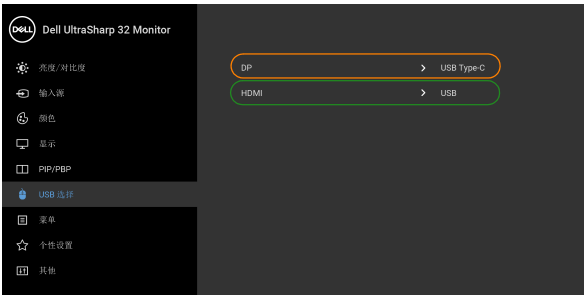 DELL Dell UltraSharp 32 Monitor
亮度/对比度
输入源
颜色
显示
PIP/PBP
USB 选择
菜单
个性设置
其他
DP USB Type-C
HDMI USB